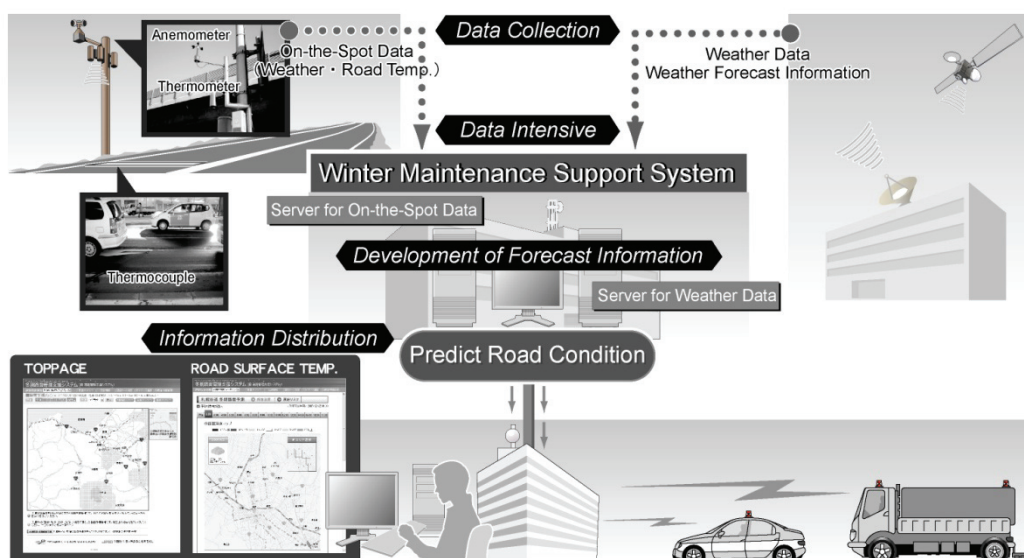 Data Collection
Anemometer
On-the-Spot Data
(Weather・Road Temp.)
Thermometer
Weather Data
Weather Forecast Information
Data Intensive
Winter Maintenance Support System
Server for On-the-Spot Data
Thermocouple
Development of Forecast Information
Server for Weather Data
Information Distribution
Predict Road Condition
TOPPAGE
ROAD SURFACE TEMP.